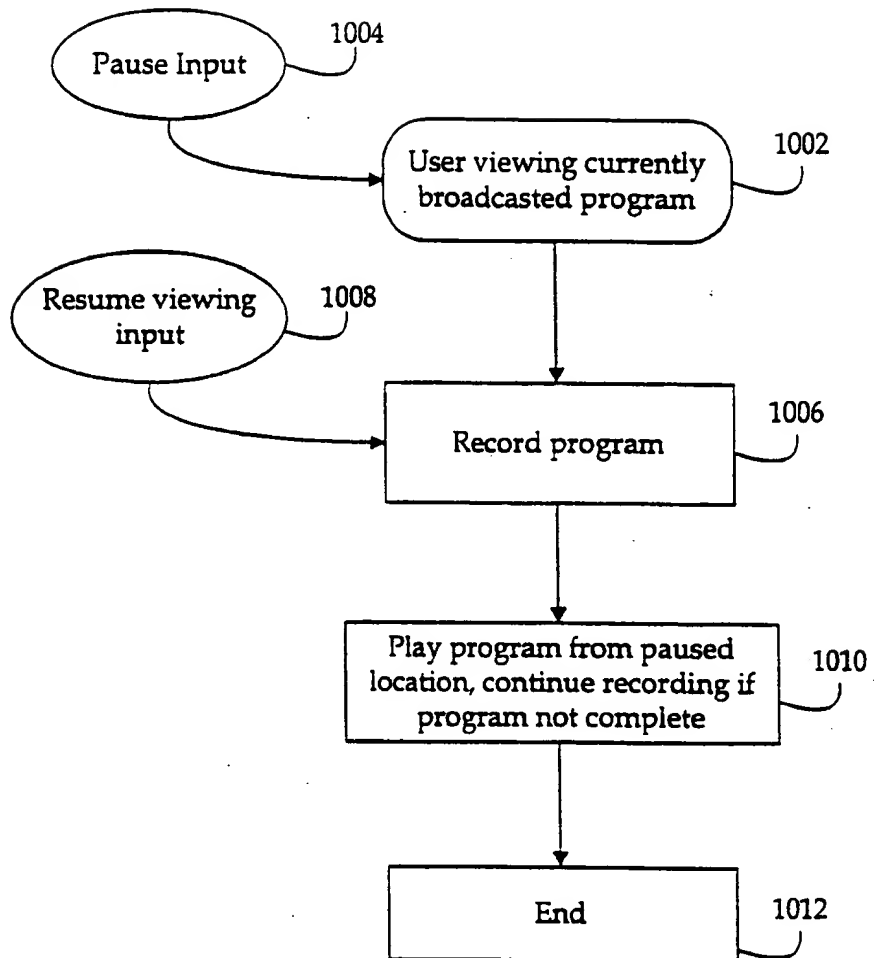 1004
Pause Input
1002
User viewing currently
broadcasted program
1008
Resume viewing
input
1006
Record program
Play program from paused
location, continue recording if
program not complete
1010
End
1012